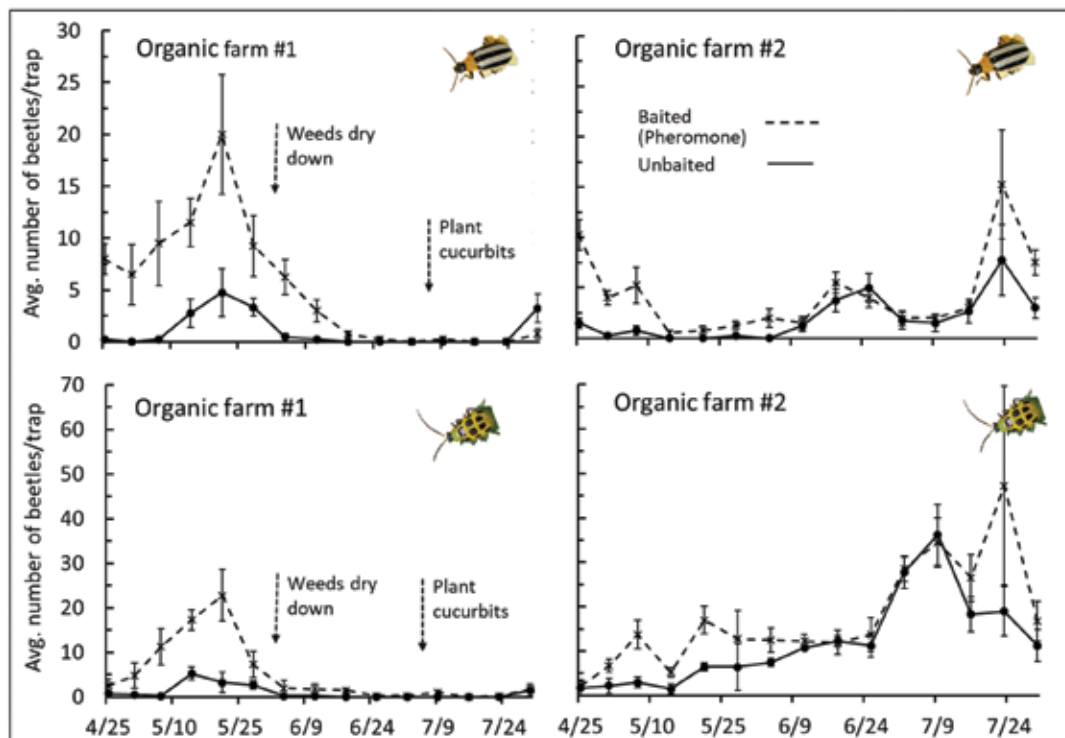 Organic farm #1
Avg. number of beetles/trap
30
25
20
15
10
5
0
Weeds dry
down
Plant
cucurbits
Organic farm #2
Baited
(Pheromone)
Unbaited
Organic farm #1
Avg. number of beetles/trap
70
60
50
40
30
20
10
0
Weeds dry
down
Plant
cucurbits
4/25 5/10 5/25 6/9 6/24 7/9 7/24
Organic farm #2
4/25 5/10 5/25 6/9 6/24 7/9 7/24